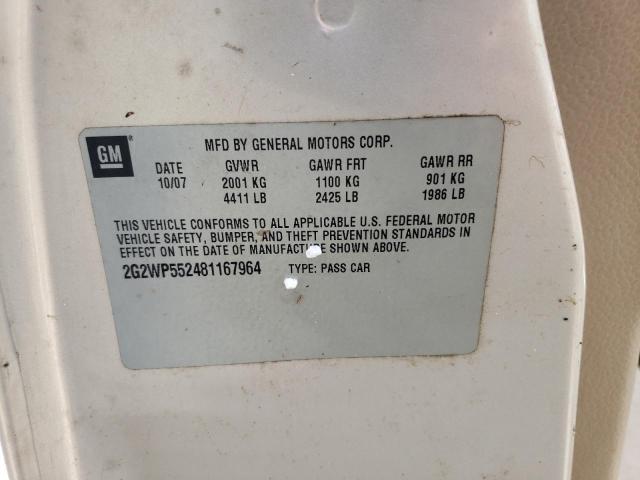 GM ® MFD BY GENERAL MOTORS CORP.
DATE GVWR GAWR FRT GAWR RR
10/07 2001 KG 1100 KG 901 KG
4411 LB 2425 LB 1986 LB
THIS VEHICLE CONFORMS TO ALL APPLICABLE U.S. FEDERAL MOTOR
VEHICLE SAFETY, BUMPER, AND THEFT PREVENTION STANDARDS IN
EFFECT ON THE DATE OF MANUFACTURE SHOWN ABOVE.
2G2WP552481167964 TYPE: PASS CAR